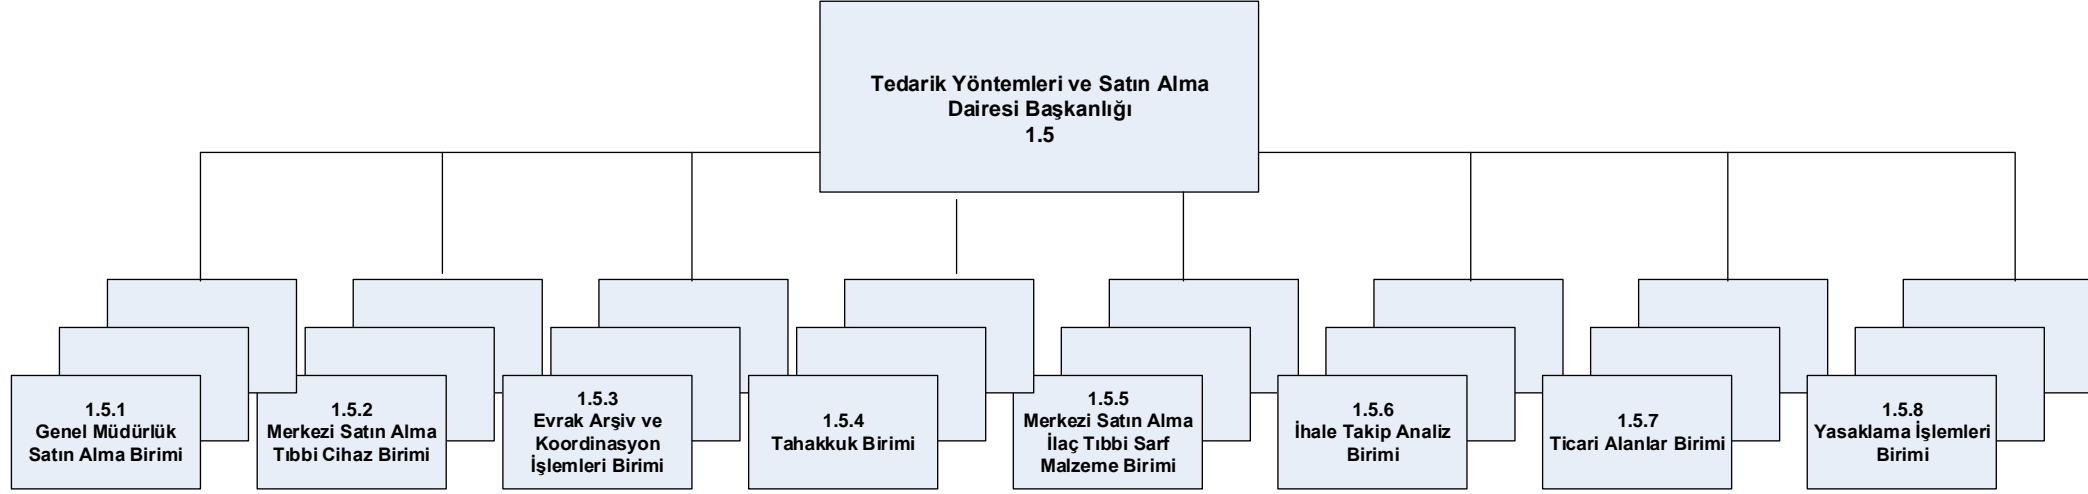 Tedarik Yöntemleri ve Satın Alma
Dairesi Başkanlığı
1.5
1.5.1
Genel Müdürlük
Satın Alma Birimi
1.5.2
Merkezi Satın Alma
Tıbbi Cihaz Birimi
1.5.3
Evrak Arşiv ve
Koordinasyon
İşlemleri Birimi
1.5.4
Tahakkuk Birimi
1.5.5
Merkezi Satın Alma
İlaç Tıbbi Sarf
Malzeme Birimi
1.5.6
İhale Takip Analiz
Birimi
1.5.7
Ticari Alanlar Birimi
1.5.8
Yasaklama İşlemleri
Birimi